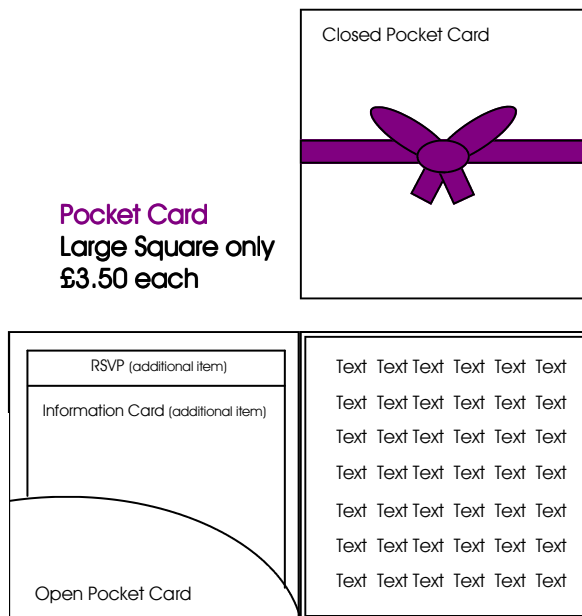 Closed Pocket Card
Pocket Card
Large Square only
£3.50 each
RSVP (additional item)
Information Card (additional item)
Open Pocket Card
Text Text Text Text Text Text
Text Text Text Text Text Text
Text Text Text Text Text Text
Text Text Text Text Text Text
Text Text Text Text Text Text
Text Text Text Text Text Text
Text Text Text Text Text Text